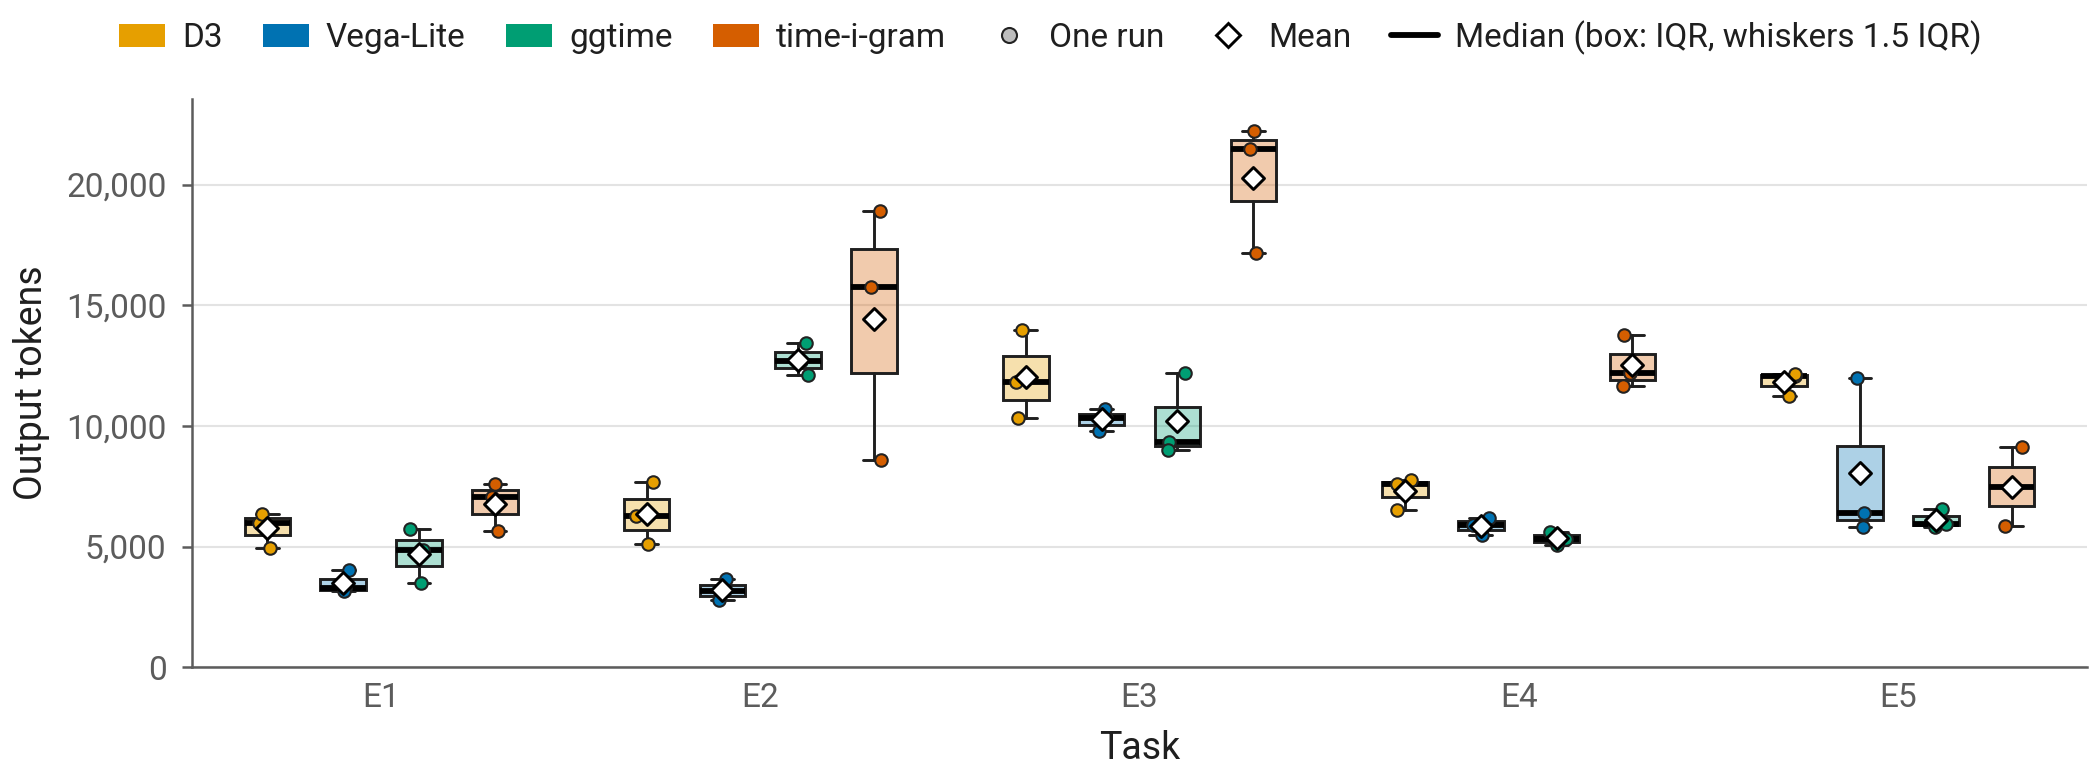 D3 Vega-Lite ggtime time-i-gram One run Mean Median (box: IQR, whiskers 1.5 IQR)
Output tokens
20,000
15,000
10,000
5,000
0
E1 E2 E3 E4 E5
Task